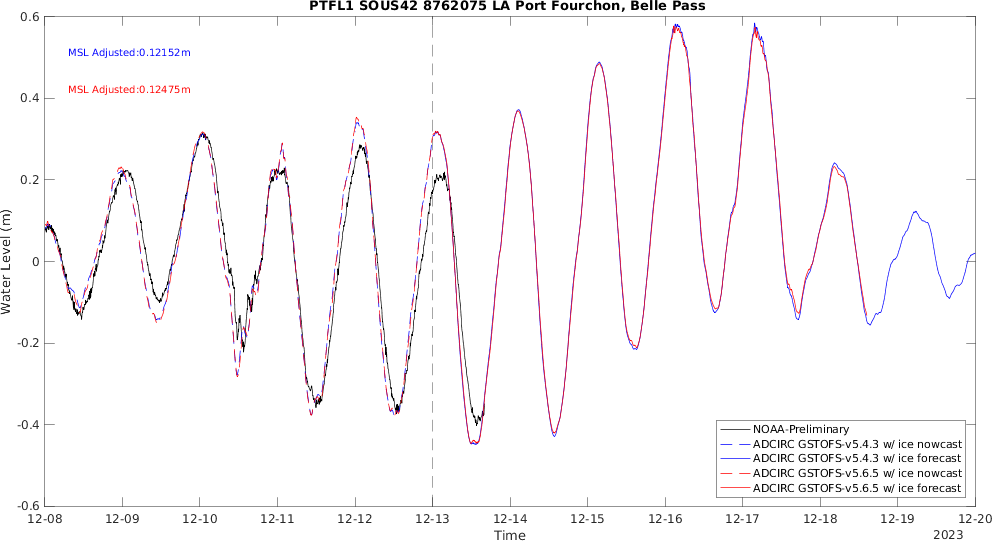 PTFL1 SOUS42 8762075 LA Port Fourchon, Belle Pass
MSL Adjusted:0.12152m
MSL Adjusted:0.12475m
Water Level (m)
0.6
0.4
0.2
0
-0.2
-0.4
-0.6
NOAA-Preliminary
ADCIRC GSTOFS-v5.4.3 w/ ice nowcast
ADCIRC GSTOFS-v5.4.3 w/ ice forecast
ADCIRC GSTOFS-v5.6.5 w/ ice nowcast
ADCIRC GSTOFS-v5.6.5 w/ ice forecast
12-08 12-09 12-10 12-11 12-12 12-13 12-14 12-15 12-16 12-17 12-18 12-19 12-20
Time
2023